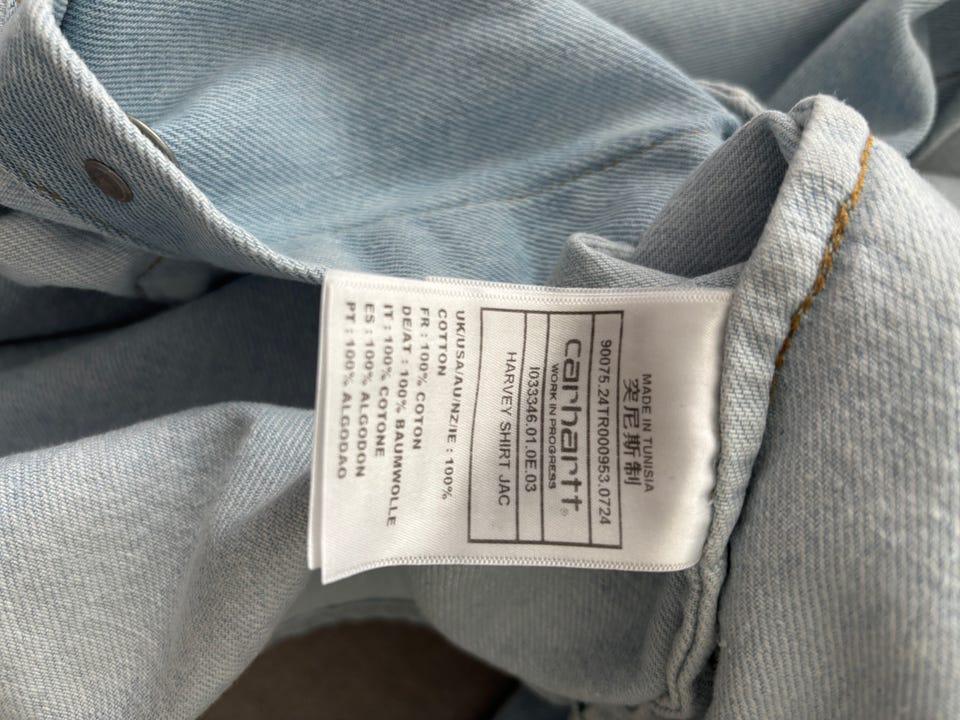 MADE IN TUNISIA
突尼斯制
90075.24TR000953.0724
carhartt®
WORK IN PROGRESS
I033346.01.0E.03
HARVEY SHIRT JAC
UK/USA/AU/NZ/IE : 100%
COTTON
FR : 100% COTON
DE/AT : 100% BAUMWOLLE
IT : 100% COTONE
ES : 100% ALGODON
PT : 100% ALGODAO